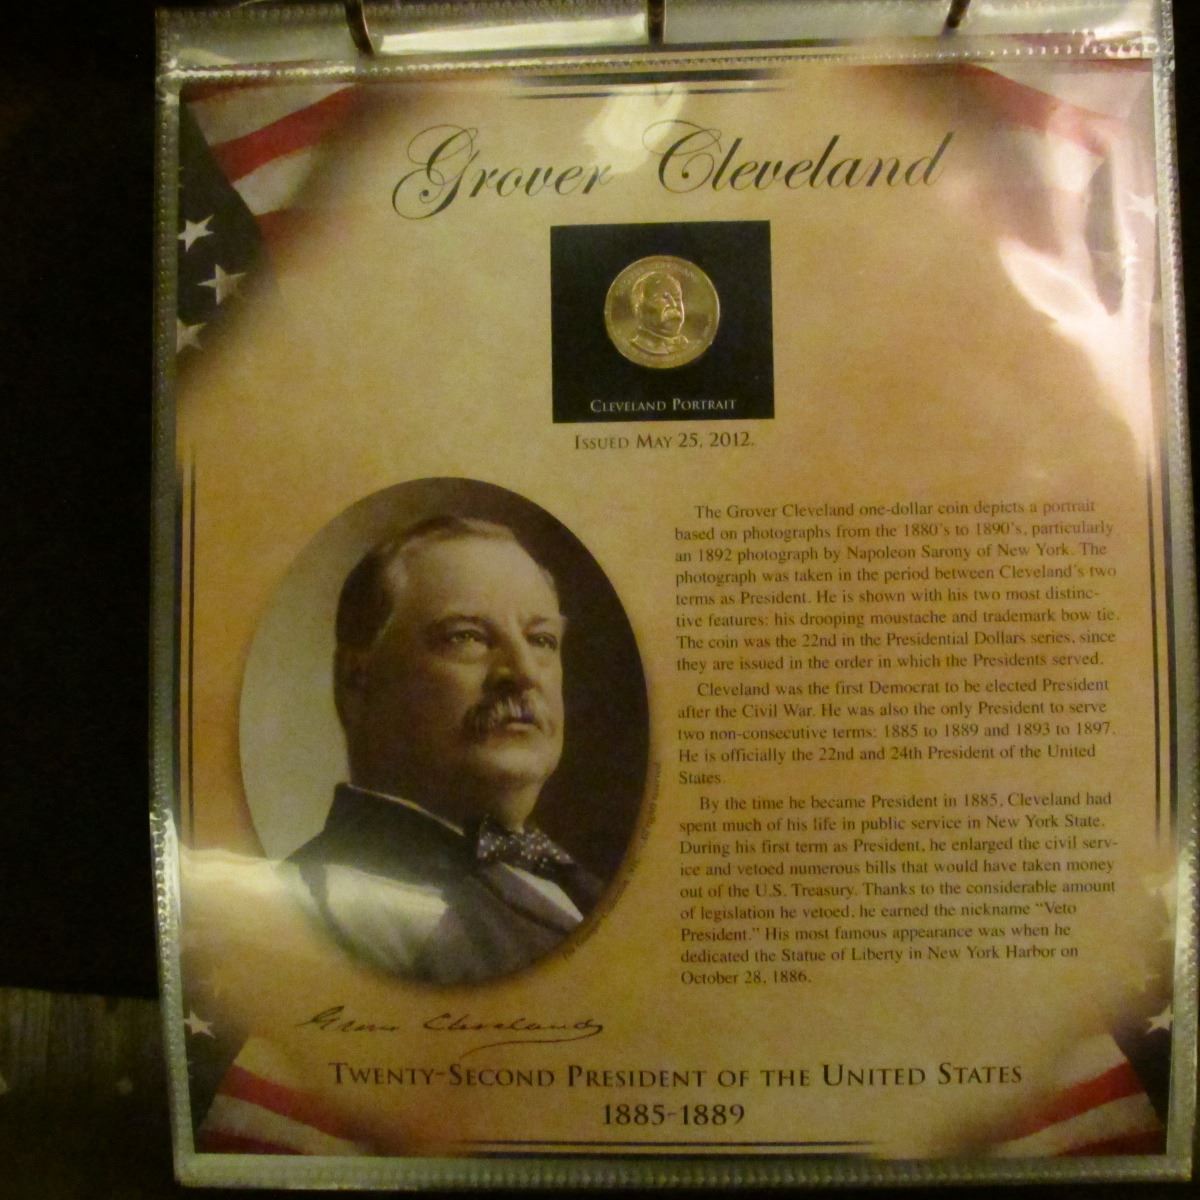 Grover Cleveland
CLEVELAND PORTRAIT
ISSUED MAY 25, 2012.
The Grover Cleveland one-dollar coin depicts a portrait
based on photographs from the 1880's to 1890's, particularly
an 1892 photograph by Napoleon Sarony of New York. The
photograph was taken in the period between Cleveland's two
terms as President. He is shown with his two most distinc-
tive features: his drooping moustache and trademark bow tie.
The coin was the 22nd in the Presidential Dollars series, since
they are issued in the order in which the Presidents served.
Cleveland was the first Democrat to be elected President
after the Civil War. He was also the only President to serve
two non-consecutive terms: 1885 to 1889 and 1893 to 1897.
He is officially the 22nd and 24th President of the United
States.
By the time he became President in 1885, Cleveland had
spent much of his life in public service in New York State.
During his first term as President, he enlarged the civil serv-
ice and vetoed numerous bills that would have taken money
out of the U.S. Treasury. Thanks to the considerable amount
of legislation he vetoed, he earned the nickname "Veto
President." His most famous appearance was when he
dedicated the Statue of Liberty in New York Harbor on
October 28, 1886.
Grover Cleveland
TWENTY-SECOND PRESIDENT OF THE UNITED STATES
1885-1889